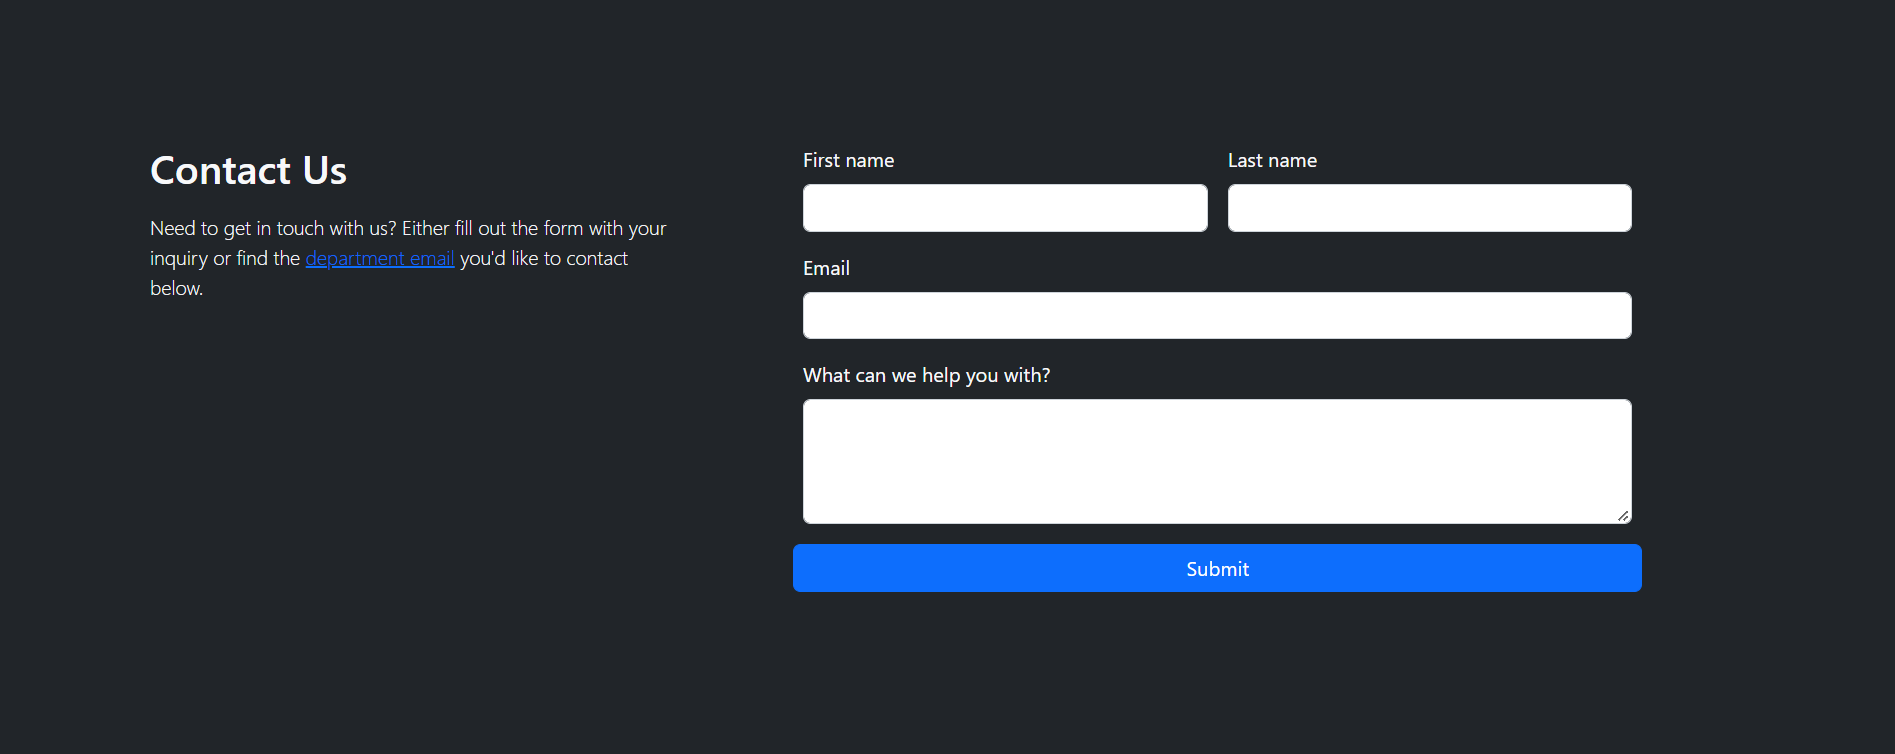 Contact Us
Need to get in touch with us? Either fill out the form with your
inquiry or find the department email you'd like to contact
below.
First name
Last name
Email
What can we help you with?
Submit